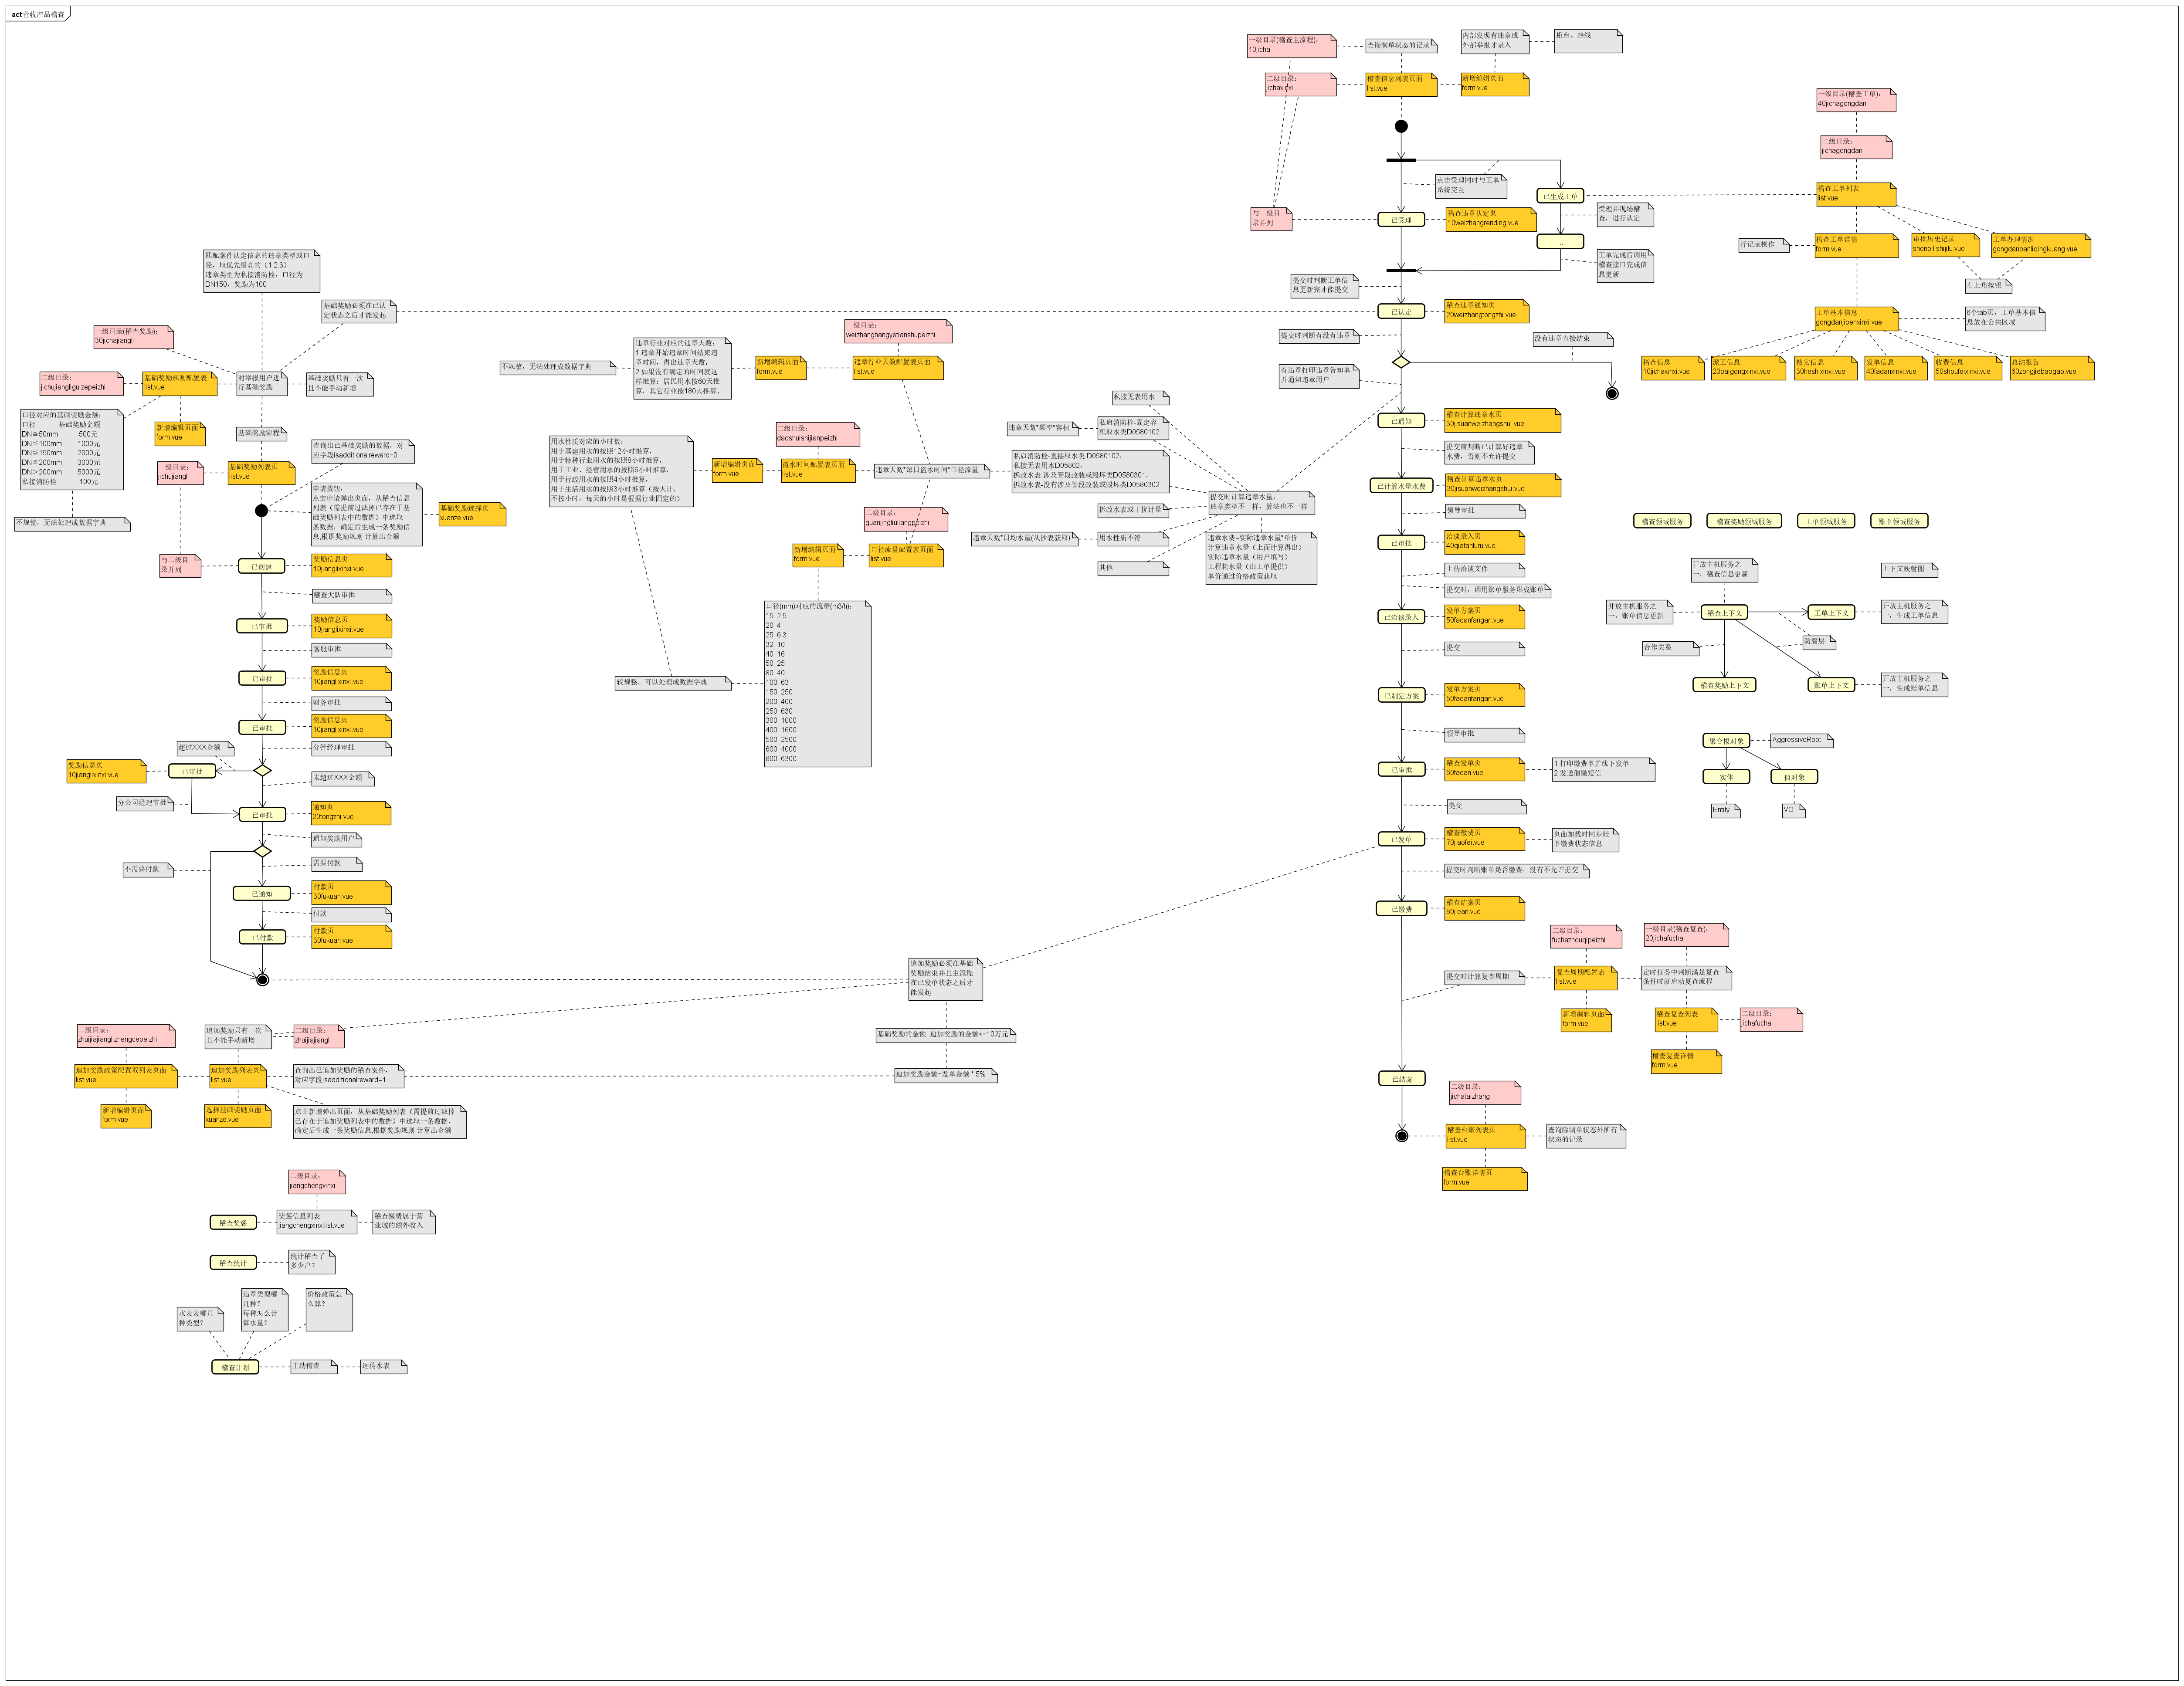 act 营收产品稽查
一级目录(稽查主流程):
10jicha
查询制单状态的记录
内部发现有违章或
外部举报才录入
柜台、热线
二级目录:
jichaxinxi
稽查信息列表页面
list.vue
新增编辑页面
form.vue
一级目录(稽查工单):
40jichagongdan
二级目录:
jichagongdan
点击受理同时与工单
系统交互
已生成工单
稽查工单列表
list.vue
与二级目
录并列
已受理
稽查违章认定页
10weizhangrending.vue
受理并现场稽
查，进行认定
行记录操作
稽查工单详情
form.vue
审批历史记录
shenpilishijilu.vue
工单办理情况
gongdanbanliqingkuang.vue
工单完成后调用
稽查接口完成信
息更新
右上角按钮
提交时判断工单信
息更新完才能提交
已认定
稽查违章通知页
20weizhangtongzhi.vue
工单基本信息
gongdanjibenxinxi.vue
6个tab页，工单基本信
息放在公共区域
提交时判断有没有违章
没有违章直接结束
稽查信息
10jichaxinxi.vue
派工信息
20paigongxinxi.vue
核实信息
30heshixinxi.vue
发单信息
40fadanxinxi.vue
收费信息
50shoufeixinxi.vue
总结报告
60zongjiebaogao.vue
有违章打印违章告知单
并通知违章用户
已通知
稽查计算违章水页
30jisuanweizhangshui.vue
提交前判断已计算好违章
水费，否则不允许提交
已计算水量水费
稽查计算违章水页
30jisuanweizhangshui.vue
领导审批
已审批
洽谈录入页
40qiatanluru.vue
上传洽谈文件
提交时，调用账单服务形成账单
已洽谈录入
发单方案页
50fadanfangan.vue
提交
已制定方案
发单方案页
50fadanfangan.vue
领导审批
已审批
稽查发单页
60fadan.vue
1.打印缴费单并线下发单
2.发送催缴短信
提交
已发单
稽查缴费页
70jiaofei.vue
页面加载时同步账
单缴费状态信息
提交时判断账单是否缴费，没有不允许提交
已缴费
稽查结案页
80jiean.vue
提交时计算复查周期
二级目录:
fuchazhouqipeizhi
复查周期配置表
list.vue
新增编辑页面
form.vue
一级目录(稽查复查):
20jichafucha
定时任务中判断满足复查
条件时就启动复查流程
稽查复查列表
list.vue
二级目录:
jichafucha
稽查复查详情
form.vue
已结案
二级目录:
jichataizhang
稽查台账列表页
list.vue
查询除制单状态外所有
状态的记录
稽查台账详情页
form.vue
稽查领域服务
稽查奖励领域服务
工单领域服务
账单领域服务
开放主机服务之
一，稽查信息更新
上下文映射图
开放主机服务之
一，账单信息更新
稽查上下文
工单上下文
开放主机服务之
一，生成工单信息
合作关系
防腐层
稽查奖励上下文
账单上下文
开放主机服务之
一，生成账单信息
聚合根对象
AggressiveRoot
实体
值对象
Entity
VO
匹配案件认定信息的违章类型或口
径，取优先级高的（1.2.3）
违章类型为私接消防栓，口径为
DN150，奖励为100
基础奖励必须在已认
定状态之后才能发起
一级目录(稽查奖励):
30jichajiangli
二级目录:
jichujiangliguizepeizhi
基础奖励规则配置表
list.vue
对举报用户进
行基础奖励
基础奖励只有一次
且不能手动新增
口径对应的基础奖励金额:
口径 基础奖励金额
DN≤50mm 500元
DN≤100mm 1000元
DN≤150mm 2000元
DN≤200mm 3000元
DN>200mm 5000元
私接消防栓 100元
新增编辑页面
form.vue
基础奖励流程
查询出已基础奖励的数据，对
应字段isadditionalreward=0
二级目录:
jichujiangli
基础奖励列表页
list.vue
申请按钮，
点击申请弹出页面，从稽查信息
列表（需提前过滤掉已存在于基
础奖励列表中的数据）中选取一
条数据，确定后生成一条奖励信
息,根据奖励规则,计算出金额
基础奖励选择页
xuanze.vue
不规整，无法处理成数据字典
与二级目
录并列
已创建
奖励信息页
10jianglixinxi.vue
稽查大队审批
已审批
奖励信息页
10jianglixinxi.vue
客服审批
已审批
奖励信息页
10jianglixinxi.vue
财务审批
已审批
奖励信息页
10jianglixinxi.vue
超过XXX金额
分管经理审批
奖励信息页
10jianglixinxi.vue
已审批
未超过XXX金额
分公司经理审批
已审批
通知页
20tongzhi.vue
通知奖励用户
不需要付款
需要付款
已通知
付款页
30fukuan.vue
付款
已付款
付款页
30fukuan.vue
不规整，无法处理成数据字典
违章行业对应的违章天数:
1.违章开始违章时间结束违
章时间，得出违章天数。
2.如果没有确定的时间就这
样推算：居民用水按60天推
算，其它行业按180天推算。
新增编辑页面
form.vue
二级目录:
weizhanghangyetianshupeizhi
违章行业天数配置表页面
list.vue
用水性质对应的小时数:
用于基建用水的按照12小时推算，
用于特种行业用水的按照8小时推算，
用于工业、经营用水的按照6小时推算，
用于行政用水的按照4小时推算，
用于生活用水的按照3小时推算（按天计，
不按小时。每天的小时是根据行业固定的）
二级目录:
daoshuishijianpeizhi
新增编辑页面
form.vue
盗水时间配置表页面
list.vue
违章天数*每日盗水时间*口径流量
二级目录:
guanjingliuliangpeizhi
新增编辑页面
form.vue
口径流量配置表页面
list.vue
口径(mm)对应的流量(m3/h):
15 2.5
20 4
25 6.3
32 10
40 16
50 25
80 40
100 63
150 250
200 400
250 630
300 1000
400 1600
500 2500
600 4000
800 6300
较规整，可以处理成数据字典
私接无表用水
违章天数*频率*容积
私启消防栓-固定容
积取水类D0580102
私启消防栓-直接取水类 D0580102，
私接无表用水D05802，
拆改水表-涉及管段改装或毁坏类D0580301，
拆改水表-没有涉及管段改装或毁坏类D0580302
提交时计算违章水量，
违章类型不一样，算法也不一样
拆改水表或干扰计量
违章天数*日均水量(从抄表获取)
用水性质不符
其他
违章水费=实际违章水量*单价
计算违章水量（上面计算得出）
实际违章水量（用户填写）
工程耗水量（由工单提供）
单价通过价格政策获取
追加奖励必须在基础
奖励结束并且主流程
在已发单状态之后才
能发起
基础奖励的金额+追加奖励的金额<=10万元
追加奖励金额=发单金额 * 5%
二级目录:
zhuijiajianglizhengcepeizhi
追加奖励只有一次
且不能手动新增
二级目录:
zhuijiajiangli
追加奖励政策配置双列表页面
list.vue
追加奖励列表页
list.vue
查询出已追加奖励的稽查案件，
对应字段isadditionalreward=1
新增编辑页面
form.vue
选择基础奖励页面
xuanze.vue
点击新增弹出页面，从基础奖励列表（需提前过滤掉
已存在于追加奖励列表中的数据）中选取一条数据，
确定后生成一条奖励信息,根据奖励规则,计算出金额
二级目录:
jiangchengxinxi
稽查奖惩
奖惩信息列表
jiangchengxinxilist.vue
稽查缴费属于营
业域的额外收入
稽查统计
统计稽查了
多少户？
水表表哪几
种类型？
违章类型哪
几种？
每种怎么计
算水量？
价格政策怎
么算？
稽查计划
主动稽查
远传水表